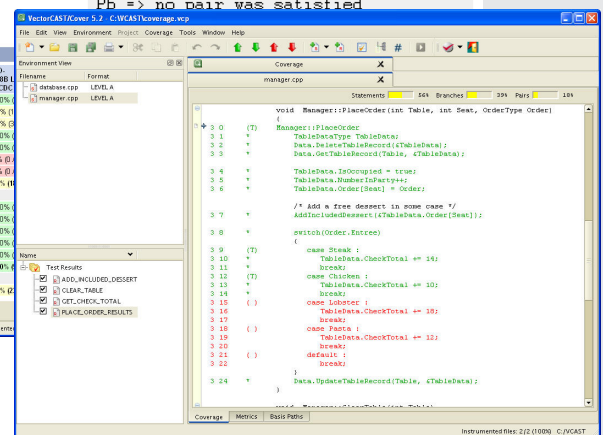 Pb => no pair was satisfied
VectorCAST/Cover 5.2 - C:\VCAST\coverage.vcp
File Edit View Environment Project Coverage Tools Window Help
Environment View
Filename Format
database.cpp LEVEL A
manager.cpp LEVEL A
Coverage
manager.cpp
Statements 56% Branches 39% Pairs 18%
void Manager::PlaceOrder(int Table, int Seat, OrderType Order)
{
3 0 (T) Manager::PlaceOrder
3 1 * TableDataType TableData;
3 2 * Data.DeleteTableRecord(&TableData);
3 3 * Data.GetTableRecord(Table, &TableData);
3 4 * TableData.IsOccupied = true;
3 5 * TableData.NumberInParty++;
3 6 * TableData.Order[Seat] = Order;
/* Add a free dessert in some case */
3 7 * AddIncludedDessert(&TableData.Order[Seat]);
3 8 * switch(Order.Entree)
{
3 9 (T) case Steak :
3 10 * TableData.CheckTotal += 14;
3 11 * break;
3 12 (T) case Chicken :
3 13 * TableData.CheckTotal += 10;
3 14 * break;
3 15 ( ) case Lobster :
3 16 TableData.CheckTotal += 18;
3 17 break;
3 18 ( ) case Pasta :
3 19 TableData.CheckTotal += 12;
3 20 break;
3 21 ( ) default :
3 22 break;
}
3 24 * Data.UpdateTableRecord(Table, &TableData);
}
Name
Test Results
ADD_INCLUDED_DESSERT
CLEAR_TABLE
GET_CHECK_TOTAL
PLACE_ORDER_RESULTS
Coverage Metrics Basis Paths
Instrumented files: 2/2 (100%) C:/VCAST